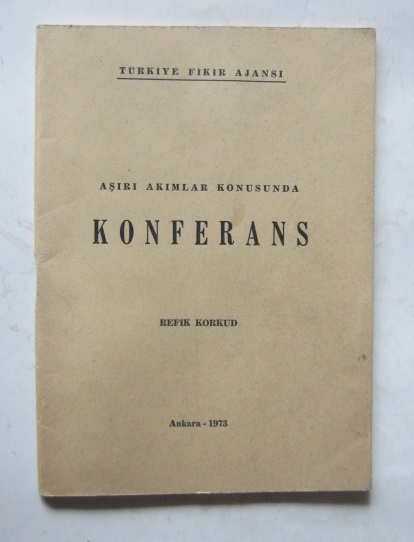 TÜRKİYE FİKİR AJANSI
AŞIRI AKIMLAR KONUSUNDA
KONFERANS
REFİK KORKUD
Ankara - 1973